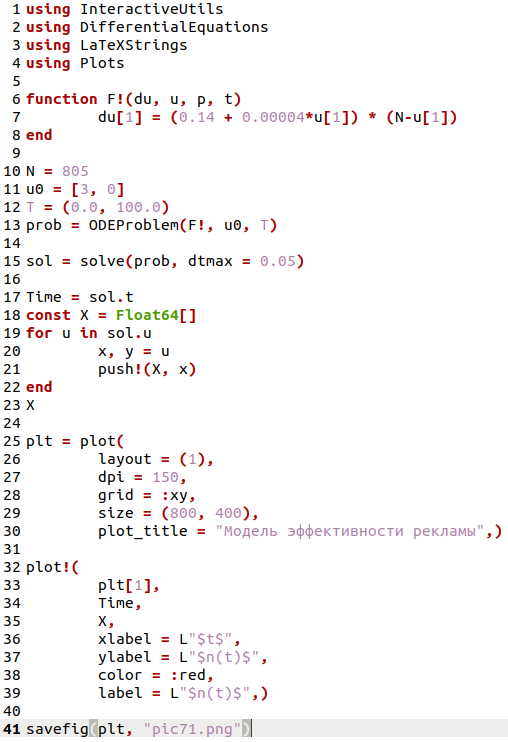 1 using InteractiveUtils
2 using DifferentialEquations
3 using LaTeXStrings
4 using Plots
5
6 function F!(du, u, p, t)
7         du[1] = (0.14 + 0.00004*u[1]) * (N-u[1])
8 end
9
10 N = 805
11 u0 = [3, 0]
12 T = (0.0, 100.0)
13 prob = ODEProblem(F!, u0, T)
14
15 sol = solve(prob, dtmax = 0.05)
16
17 Time = sol.t
18 const X = Float64[]
19 for u in sol.u
20         x, y = u
21         push!(X, x)
22 end
23 X
24
25 plt = plot(
26         layout = (1),
27         dpi = 150,
28         grid = :xy,
29         size = (800, 400),
30         plot_title = "Модель эффективности рекламы",)
31
32 plot!(
33         plt[1],
34         Time,
35         X,
36         xlabel = L"$t$",
37         ylabel = L"$n(t)$",
38         color = :red,
39         label = L"$n(t)$",)
40
41 savefig(plt, "pic71.png")